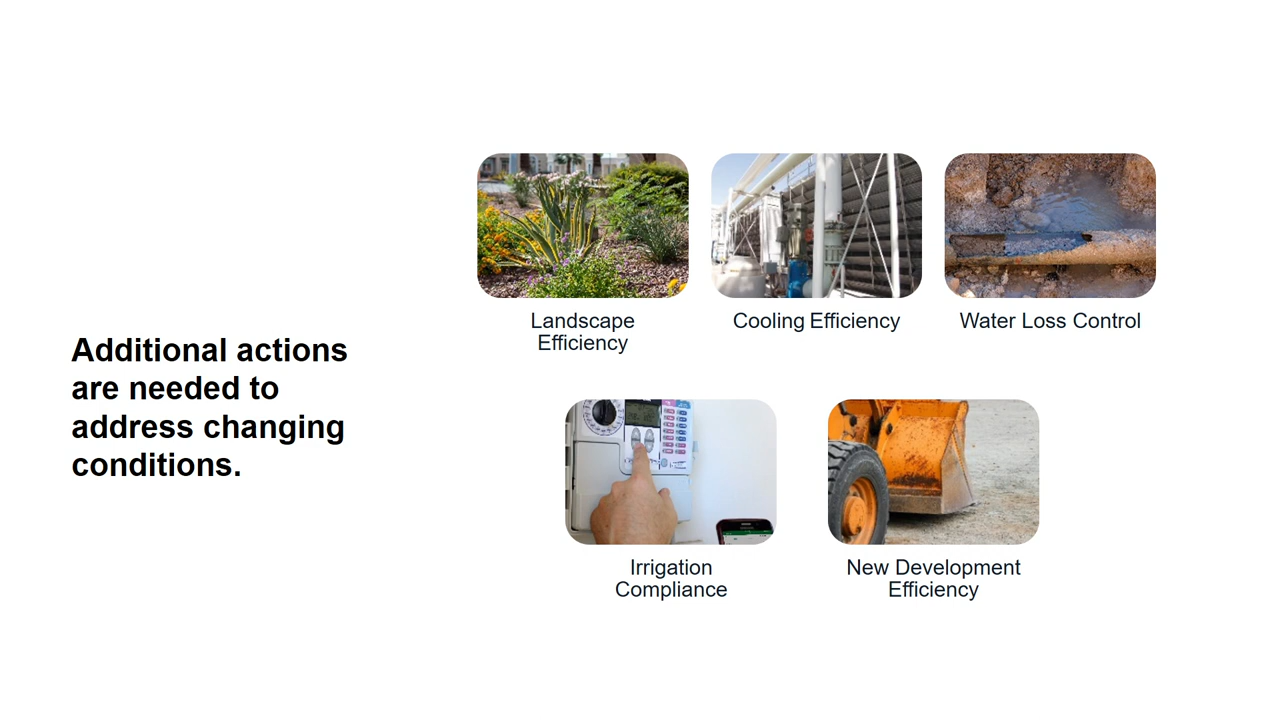 Additional actions
are needed to
address changing
conditions.
Landscape
Efficiency
Cooling Efficiency
Water Loss Control
Irrigation
Compliance
New Development
Efficiency